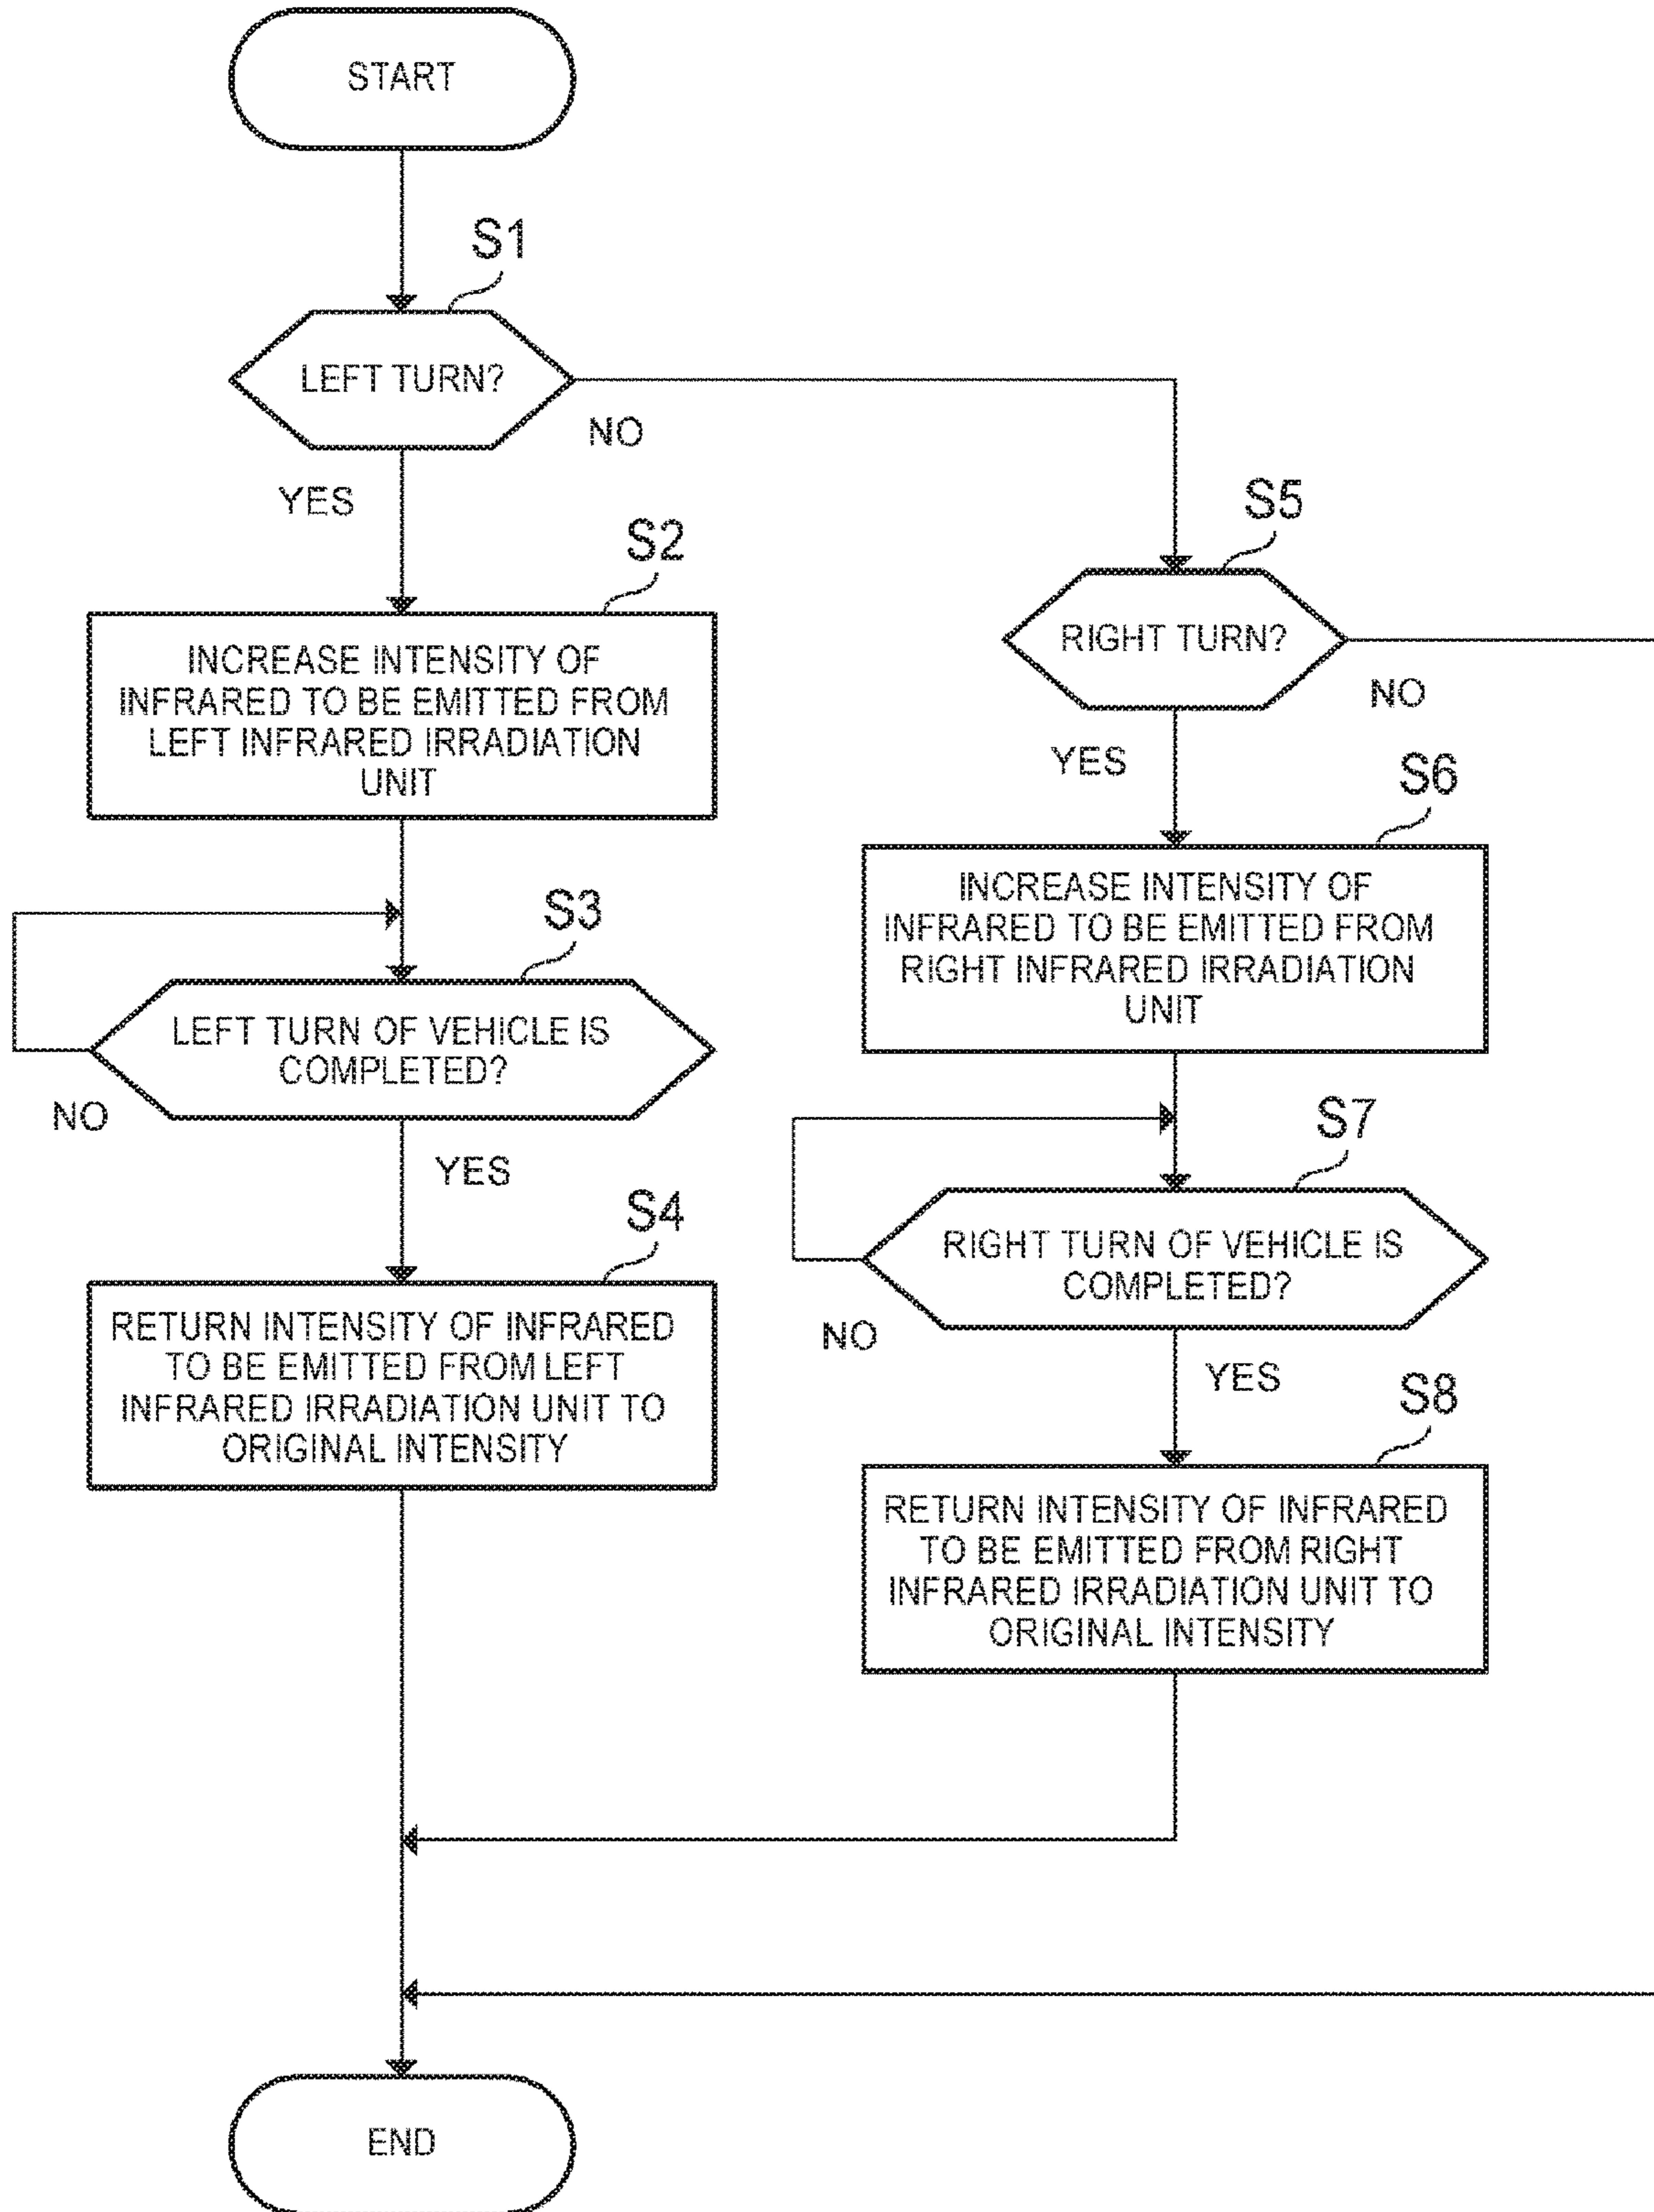 START
S1
LEFT TURN?
NO
YES
S2
INCREASE INTENSITY OF
INFRARED TO BE EMITTED FROM
LEFT INFRARED IRRADIATION
UNIT
S3
LEFT TURN OF VEHICLE IS
COMPLETED?
NO
YES
S4
RETURN INTENSITY OF INFRARED
TO BE EMITTED FROM LEFT
INFRARED IRRADIATION UNIT TO
ORIGINAL INTENSITY
S5
RIGHT TURN?
NO
YES
S6
INCREASE INTENSITY OF
INFRARED TO BE EMITTED FROM
RIGHT INFRARED IRRADIATION
UNIT
S7
RIGHT TURN OF VEHICLE IS
COMPLETED?
NO
YES
S8
RETURN INTENSITY OF INFRARED
TO BE EMITTED FROM RIGHT
INFRARED IRRADIATION UNIT TO
ORIGINAL INTENSITY
END